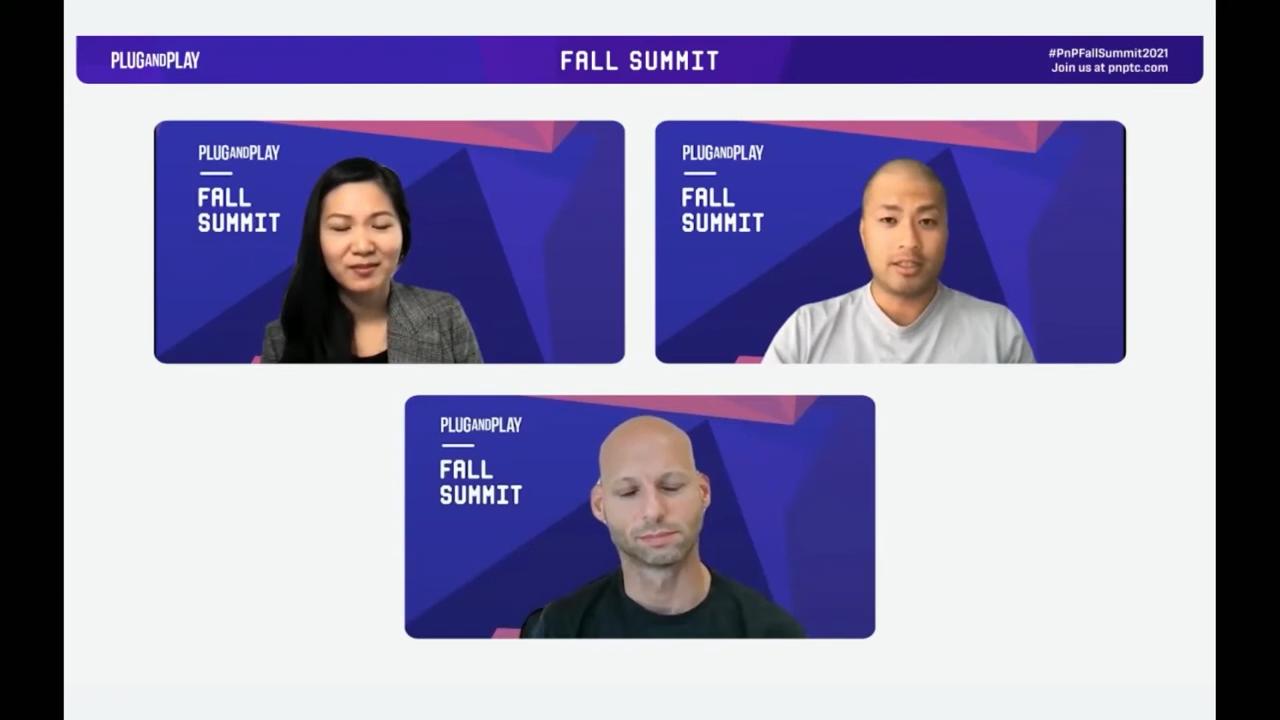 PLUGANDPLAY
FALL SUMMIT
#PnPFallSummit2021
Join us at pnptc.com
PLUGANDPLAY
FALL
SUMMIT
PLUGANDPLAY
FALL
SUMMIT
PLUGANDPLAY
FALL
SUMMIT